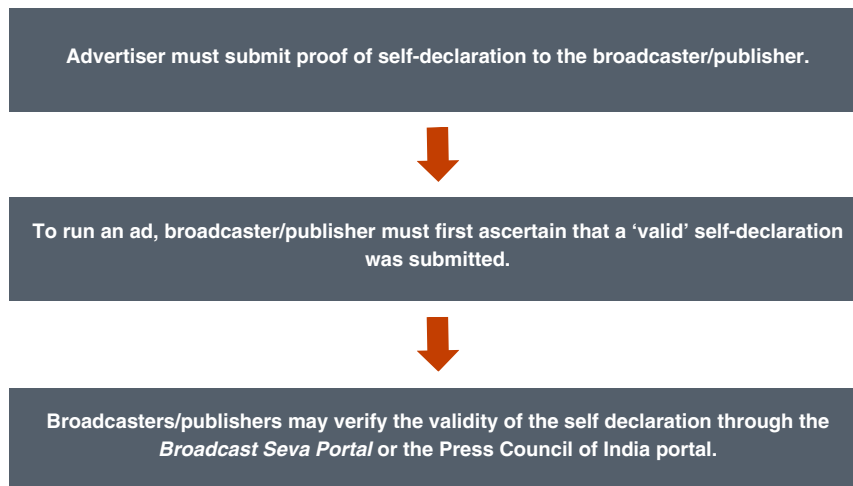 Advertiser must submit proof of self-declaration to the broadcaster/publisher.
To run an ad, broadcaster/publisher must first ascertain that a ‘valid’ self-declaration
was submitted.
Broadcasters/publishers may verify the validity of the self declaration through the
Broadcast Seva Portal or the Press Council of India portal.